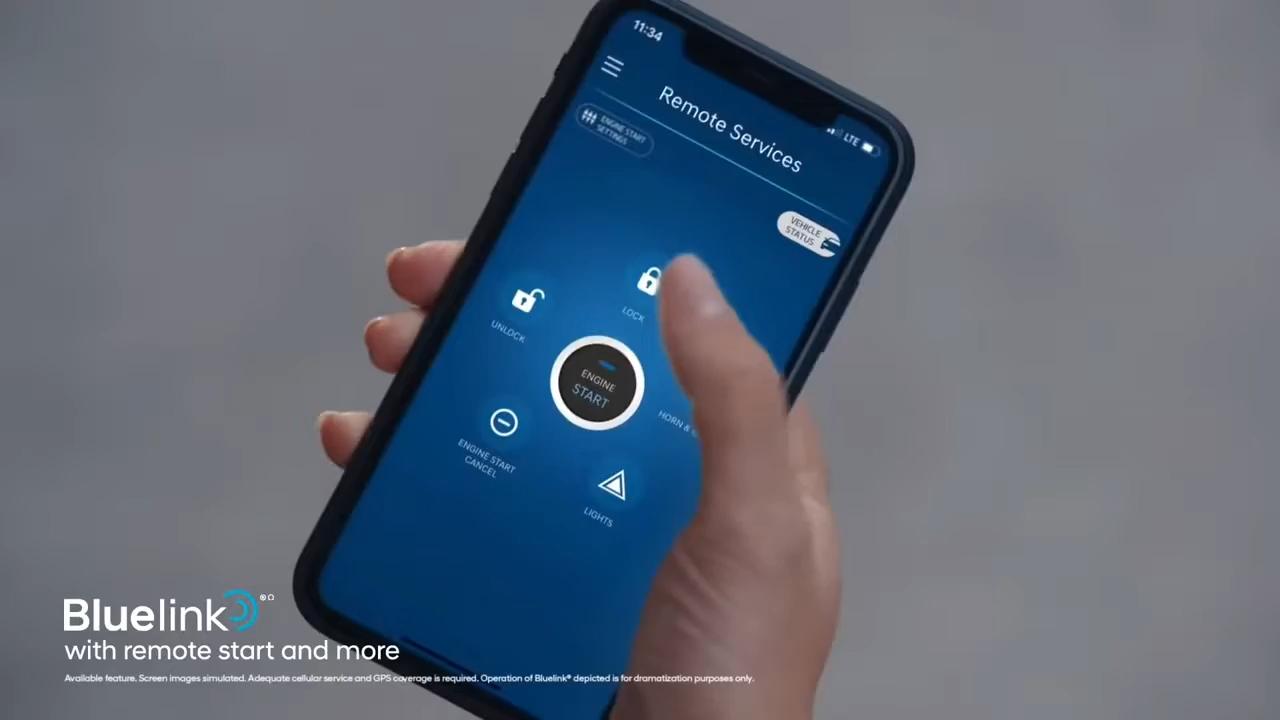 11:34
LTE
Remote Services
ENGINE START
SETTINGS
VEHICLE
STATUS
LOCK
UNLOCK
ENGINE
START
HORN &
ENGINE START
CANCEL
LIGHTS
Bluelink®Ω
with remote start and more
Available feature. Screen images simulated. Adequate cellular service and GPS coverage is required. Operation of Bluelink® depicted is for dramatization purposes only.